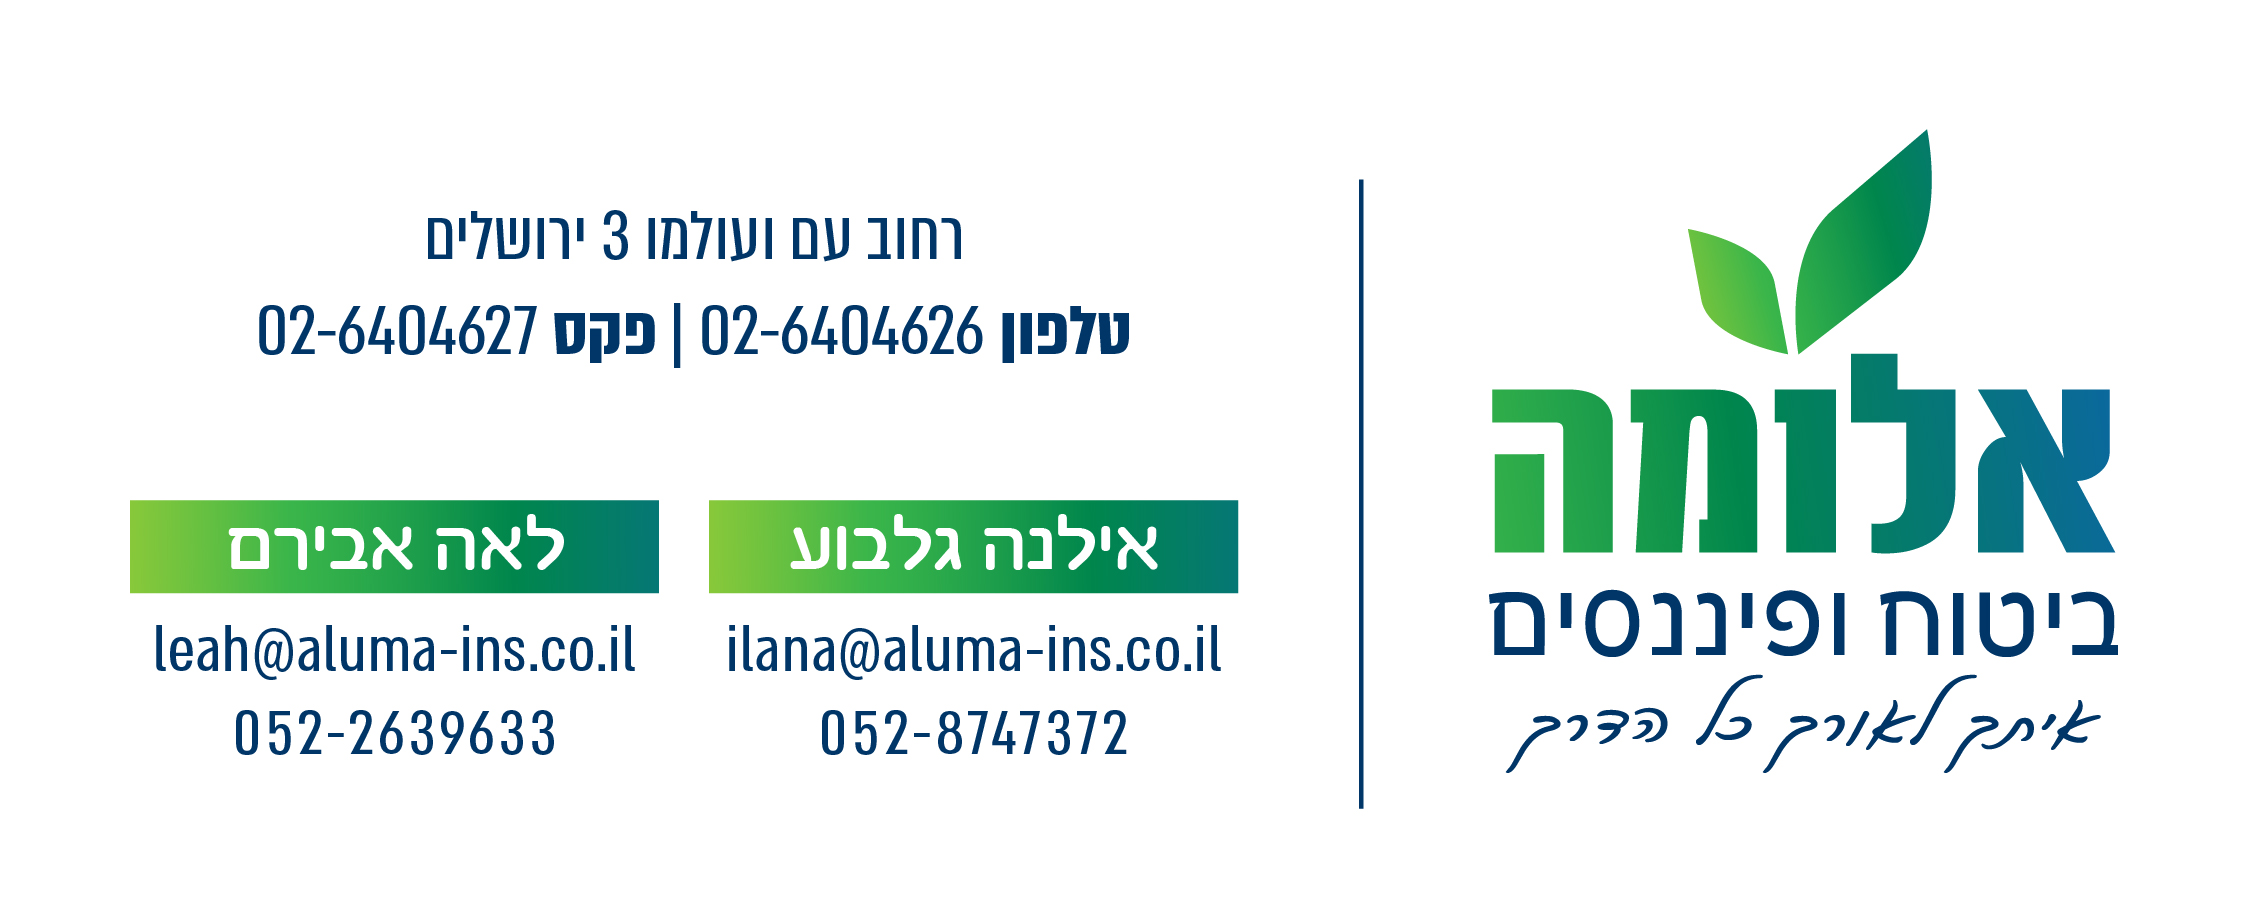 אלומה
ביטוח ופיננסים
איתך לאורך כל הדרך
רחוב עם ועולמו 3 ירושלים
טלפון 02-6404626 | פקס 02-6404627
אילנה גלבוע
ilana@aluma-ins.co.il
052-8747372
לאה אבירם
leah@aluma-ins.co.il
052-2639633